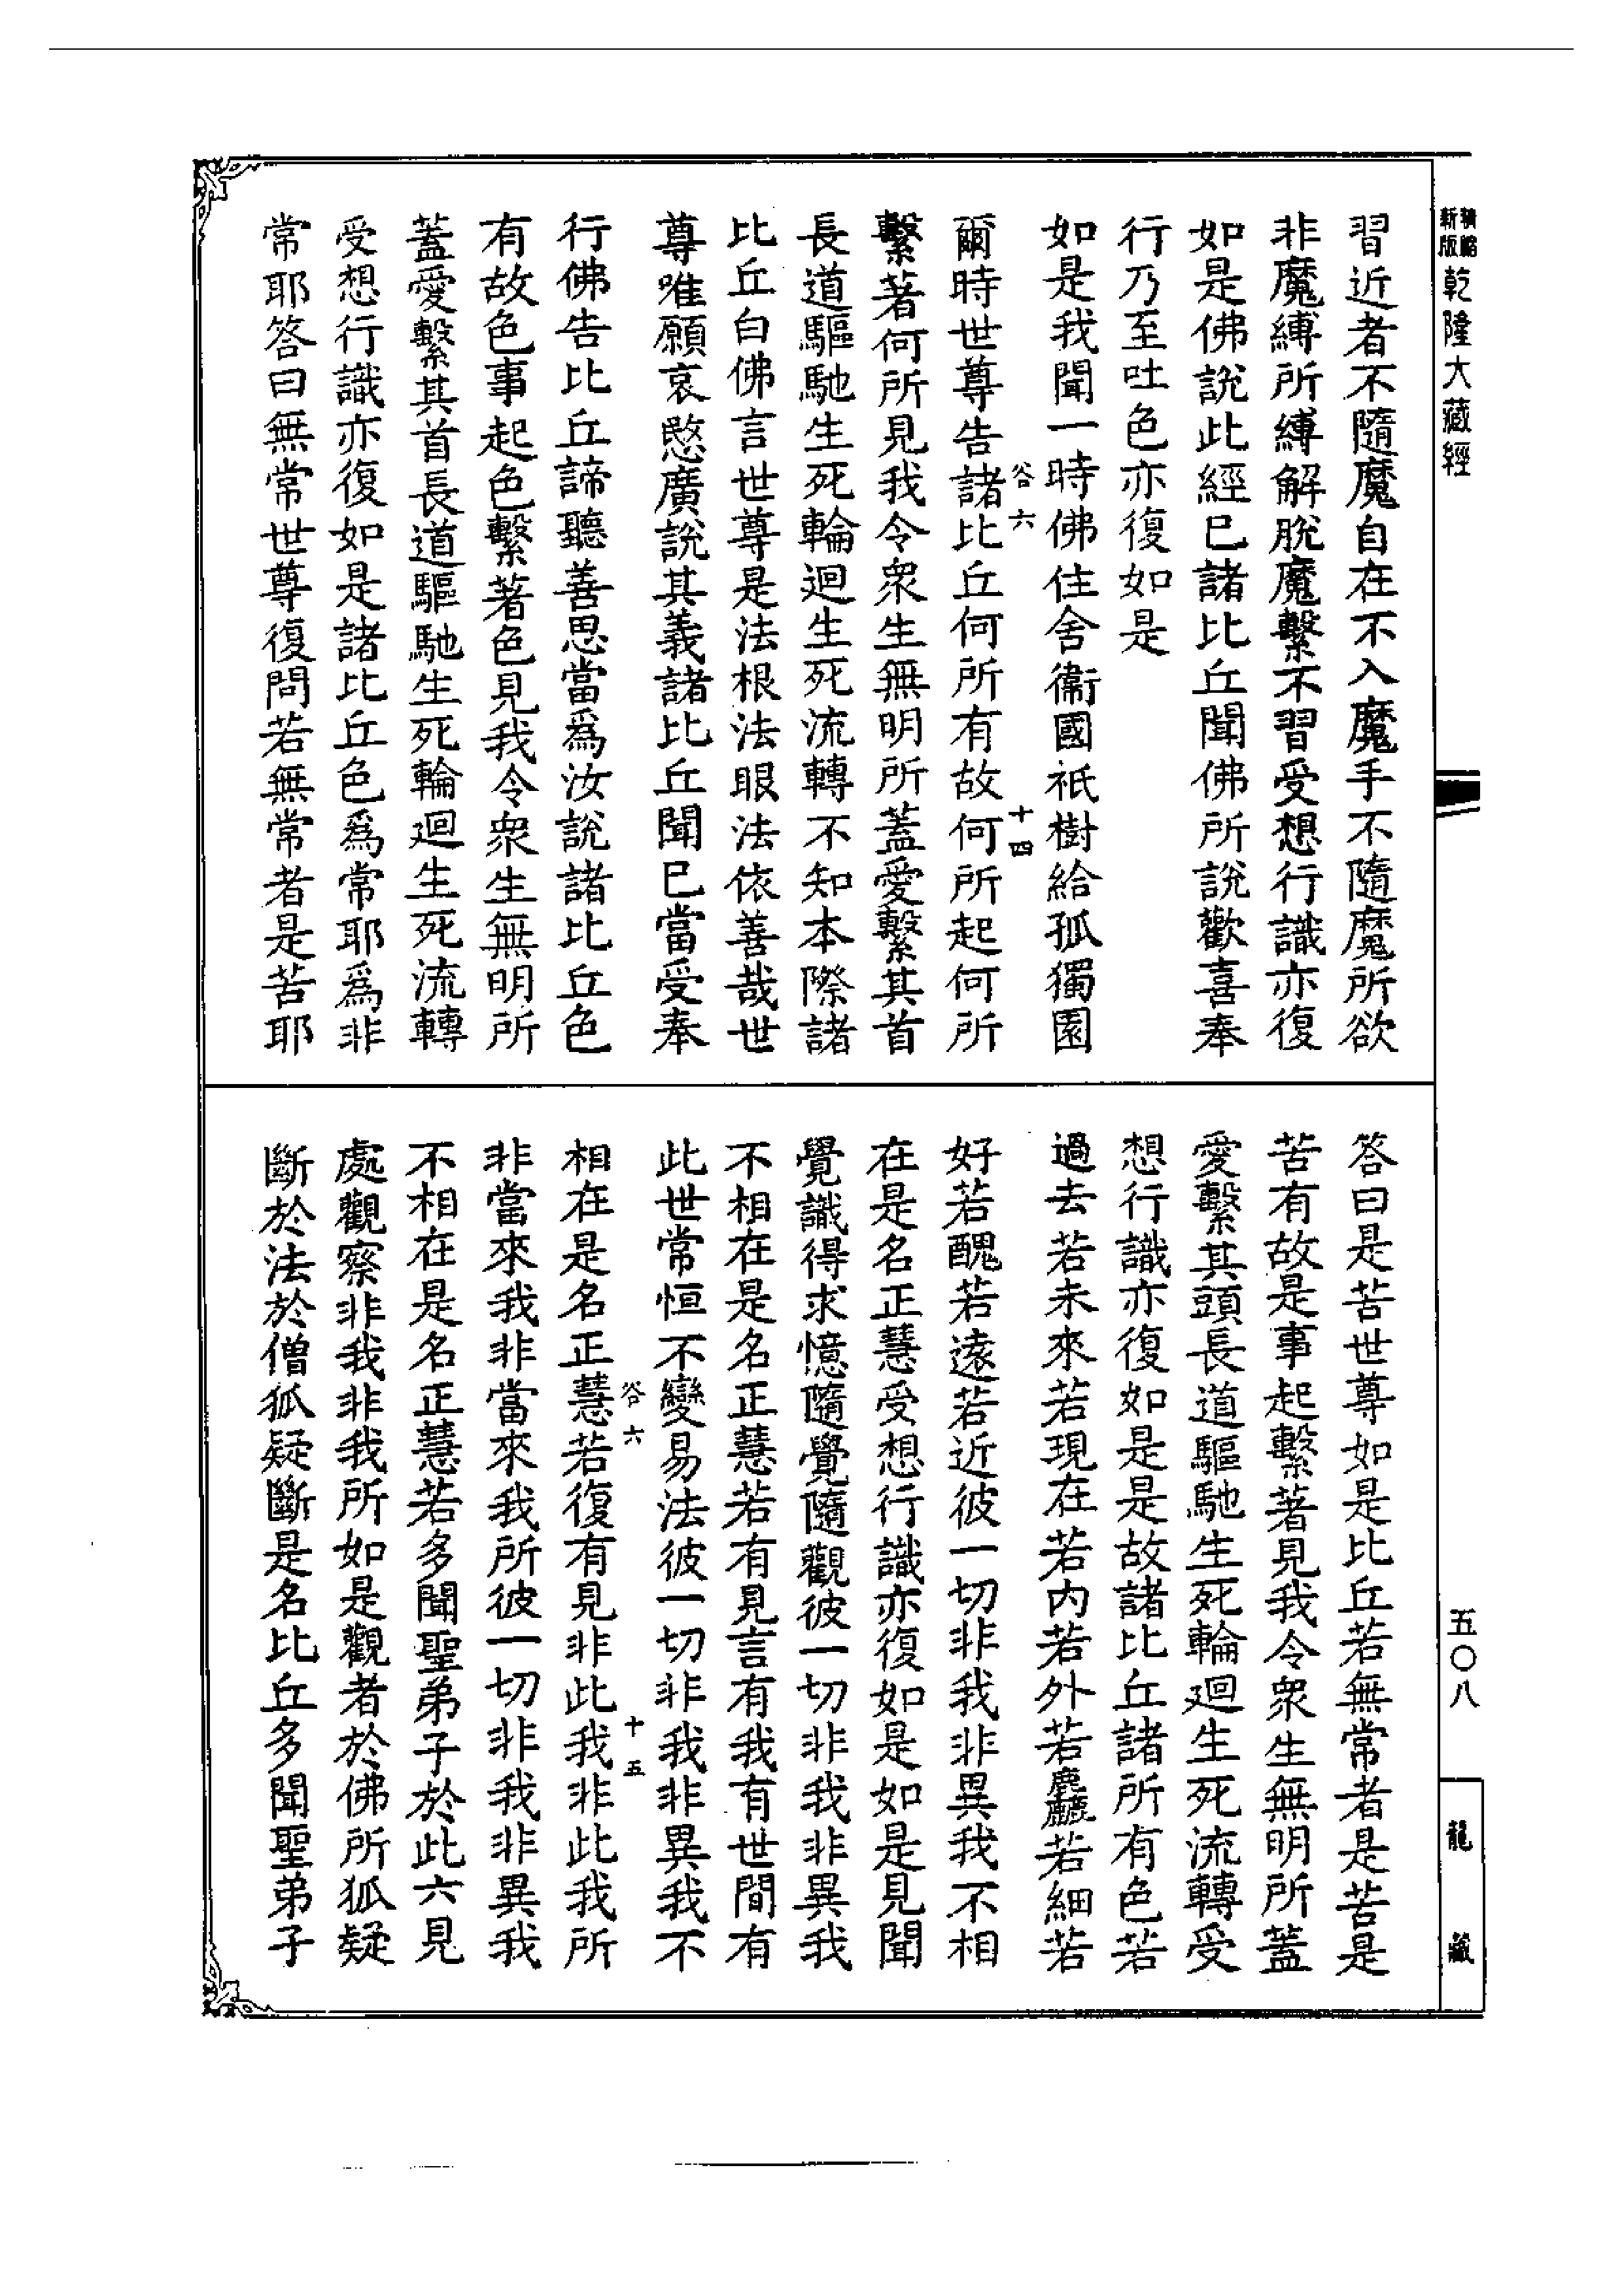 新版
精縮
乾隆大藏經
習近者不隨魔自在不入魔手不隨魔所欲
非魔縛所縛解脫魔繫不習受想行識亦復
如是佛說此經已諸比丘聞佛所說歡喜奉
行乃至吐色亦復如是
如是我聞一時佛住舍衞國祇樹給孤獨園
谷六
十四
爾時世尊告諸比丘何所有故何所起何所
繫著何所見我令衆生無明所蓋愛繫其首
長道驅馳生死輪迴生死流轉不知本際諸
比丘白佛言世尊是法根法眼法依善哉世
尊唯願哀愍廣說其義諸比丘聞已當受奉
行佛告比丘諦聽善思當爲汝說諸比丘色
有故色事起色繫著色見我令衆生無明所
蓋愛繫其首長道驅馳生死輪迴生死流轉
受想行識亦復如是諸比丘色爲常耶爲非
常耶答曰無常世尊復問若無常者是苦耶
答曰是苦世尊如是比丘若無常者是苦是
苦有故是事起繫著見我令衆生無明所蓋
愛繫其頭長道驅馳生死輪迴生死流轉受
想行識亦復如是是故諸比丘諸所有色若
過去若未來若現在若內若外若麤若細若
好若醜若遠若近彼一切非我非異我不相
在是名正慧受想行識亦復如是如是見聞
覺識得求憶隨覺隨觀彼一切非我非異我
不相在是名正慧若有見言有我有世間有
此世常恒不變易法彼一切非我非異我不
谷六
十五
相在是名正慧若復有見非此我非此我所
非當來我非當來我所彼一切非我非異我
不相在是名正慧若多聞聖弟子於此六見
處觀察非我非我所如是觀者於佛所狐疑
斷於法於僧狐疑斷是名比丘多聞聖弟子
五〇八
龍藏